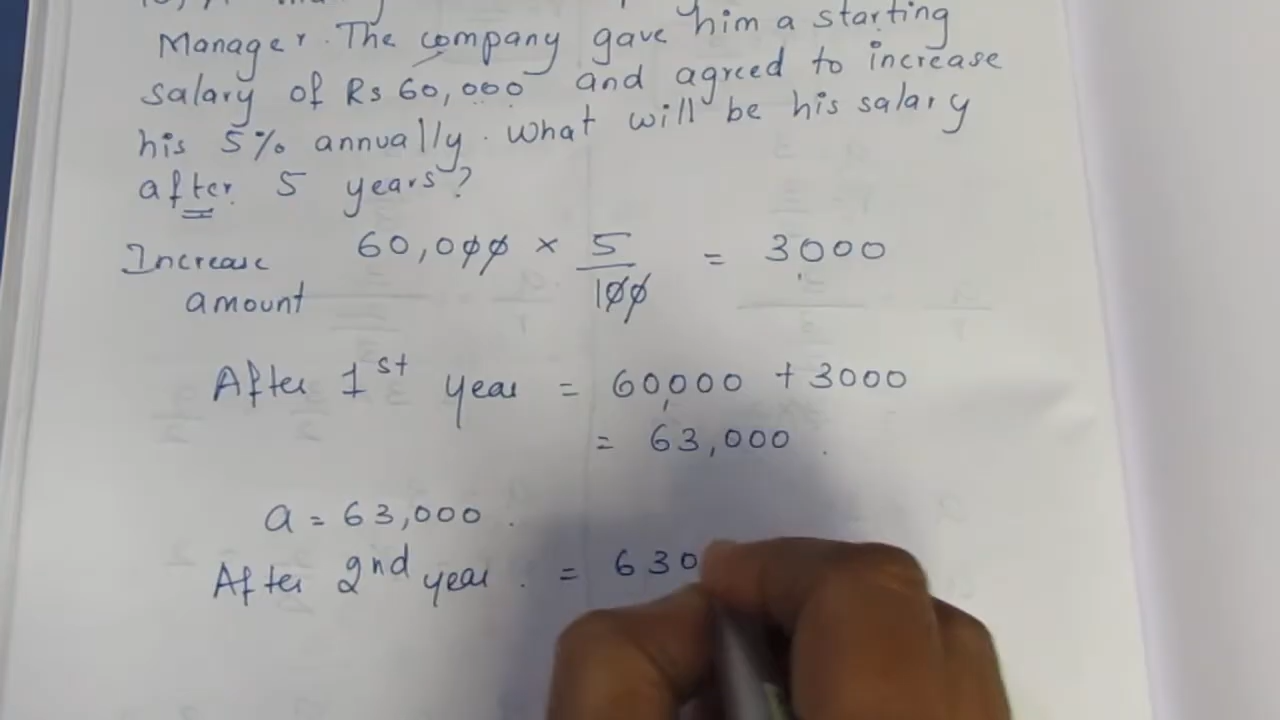 Manager. The company gave him a starting
salary of Rs 60,000 and agreed to increase
his 5% annually. What will be his salary
after 5 years?
Increase 60,000 × 5/100 = 3000
amount
After 1st year = 60,000 + 3000
= 63,000
a = 63,000
After 2nd year = 630